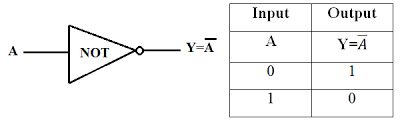 A NOT Y=A̅
Input Output
A Y=A̅
0 1
1 0